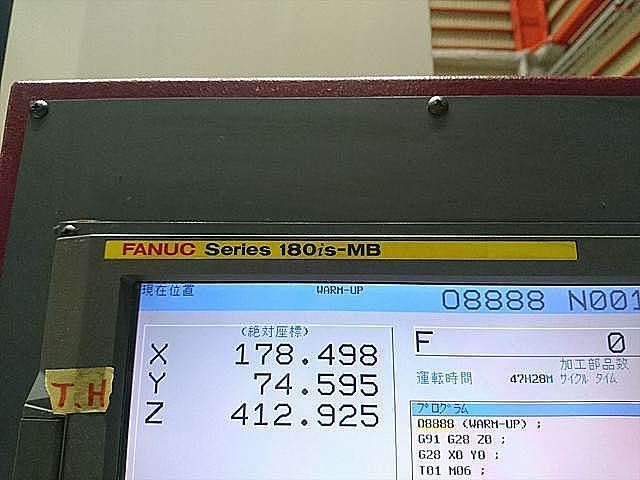 FANUC Series 180is-MB
現在位置 WARM-UP O8888 N001
(絶対座標)
X 178.498
Y 74.595
Z 412.925
F 0
加工部品数
運転時間 47H28M サイクル タイム
プログラム
O8888 (WARM-UP) ;
G91 G28 Z0 ;
G28 X0 Y0 ;
T01 M06 ;
T.H